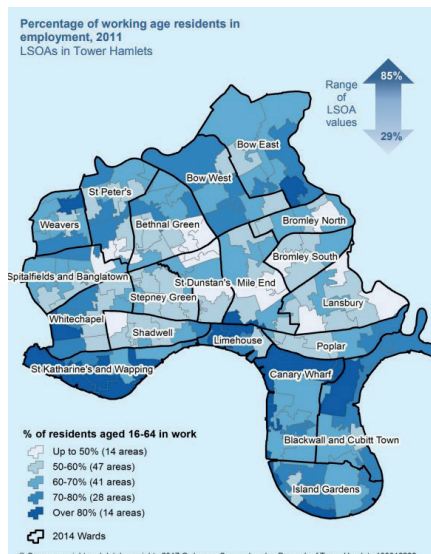 Percentage of working age residents in
employment, 2011
LSOAs in Tower Hamlets
85%
Range
of
LSOA
values
29%
Bow East
Bow West
St Peter's
Weavers
Bethnal Green
Bromley North
Bromley South
Spitalfields and Banglatown
St Dunstan's
Mile End
Stepney Green
Lansbury
Whitechapel
Shadwell
Limehouse
Poplar
St Katharine's and Wapping
Canary Wharf
Blackwall and Cubitt Town
Island Gardens
% of residents aged 16-64 in work
Up to 50% (14 areas)
50-60% (47 areas)
60-70% (41 areas)
70-80% (28 areas)
Over 80% (14 areas)
2014 Wards